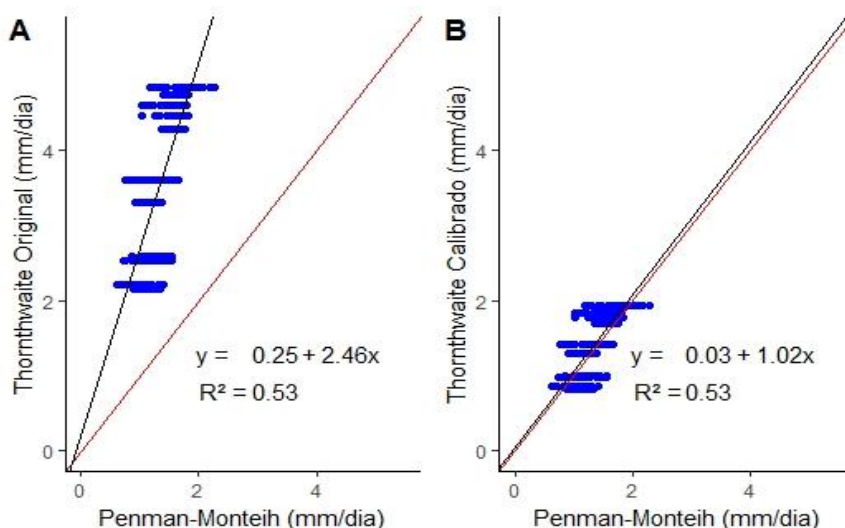 A
Thornthwaite Original (mm/dia)
4
2
0
y = 0.25 + 2.46x
R² = 0.53
0 2 4
Penman-Monteih (mm/dia)
B
Thornthwaite Calibrado (mm/dia)
4
2
0
y = 0.03 + 1.02x
R² = 0.53
0 2 4
Penman-Monteih (mm/dia)